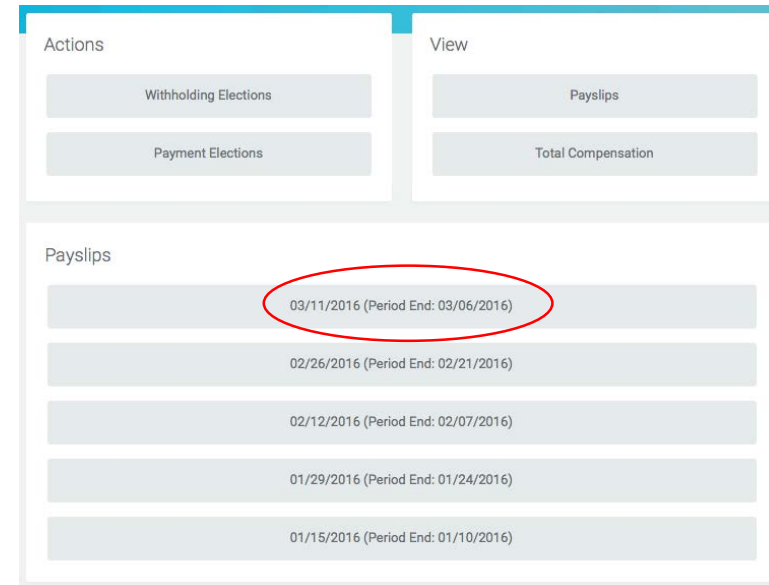 Actions
Withholding Elections
Payment Elections
View
Payslips
Total Compensation
Payslips
03/11/2016 (Period End: 03/06/2016)
02/26/2016 (Period End: 02/21/2016)
02/12/2016 (Period End: 02/07/2016)
01/29/2016 (Period End: 01/24/2016)
01/15/2016 (Period End: 01/10/2016)